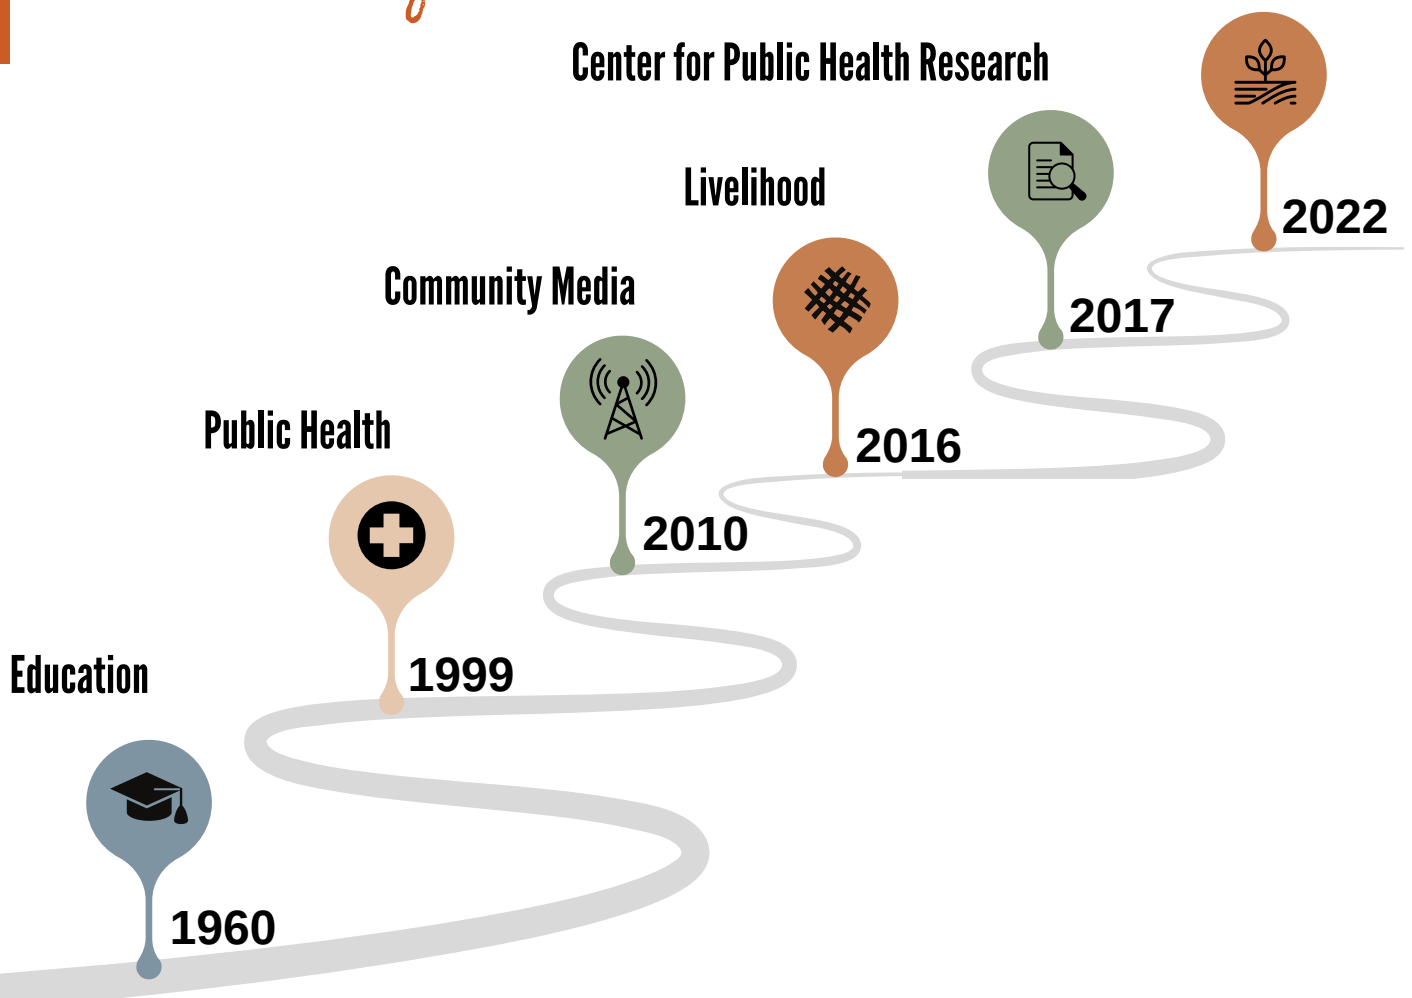 Center for Public Health Research
2022
Livelihood
2017
Community Media
2016
Public Health
2010
Education
1999
1960